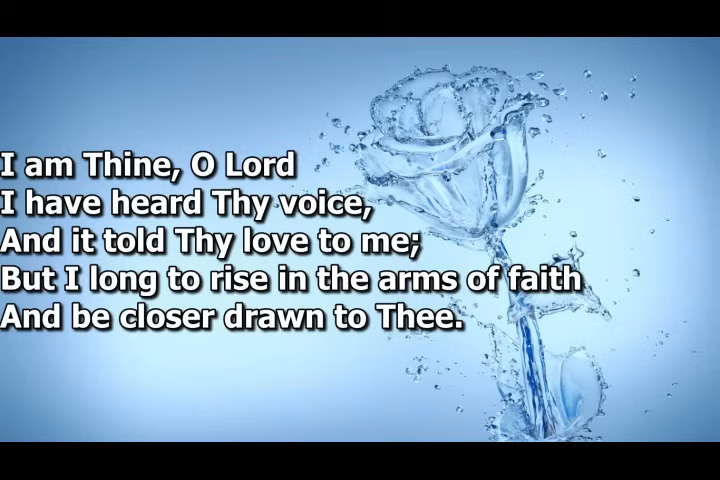 I am Thine, O Lord
I have heard Thy voice,
And it told Thy love to me;
But I long to rise in the arms of faith
And be closer drawn to Thee.